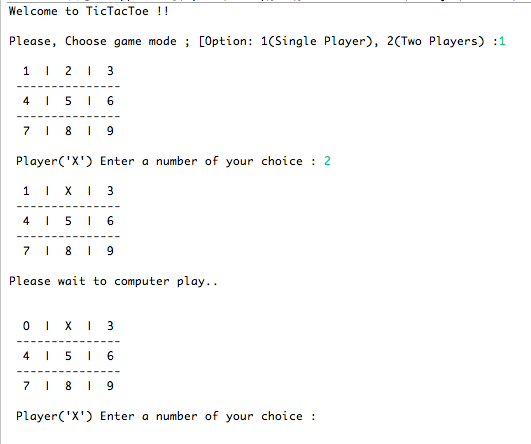 Welcome to TicTacToe !!
Please, Choose game mode ; [Option: 1(Single Player), 2(Two Players) :1
1 | 2 | 3
---------------
4 | 5 | 6
---------------
7 | 8 | 9
Player('X') Enter a number of your choice : 2
1 | X | 3
---------------
4 | 5 | 6
---------------
7 | 8 | 9
Please wait to computer play..
O | X | 3
---------------
4 | 5 | 6
---------------
7 | 8 | 9
Player('X') Enter a number of your choice :